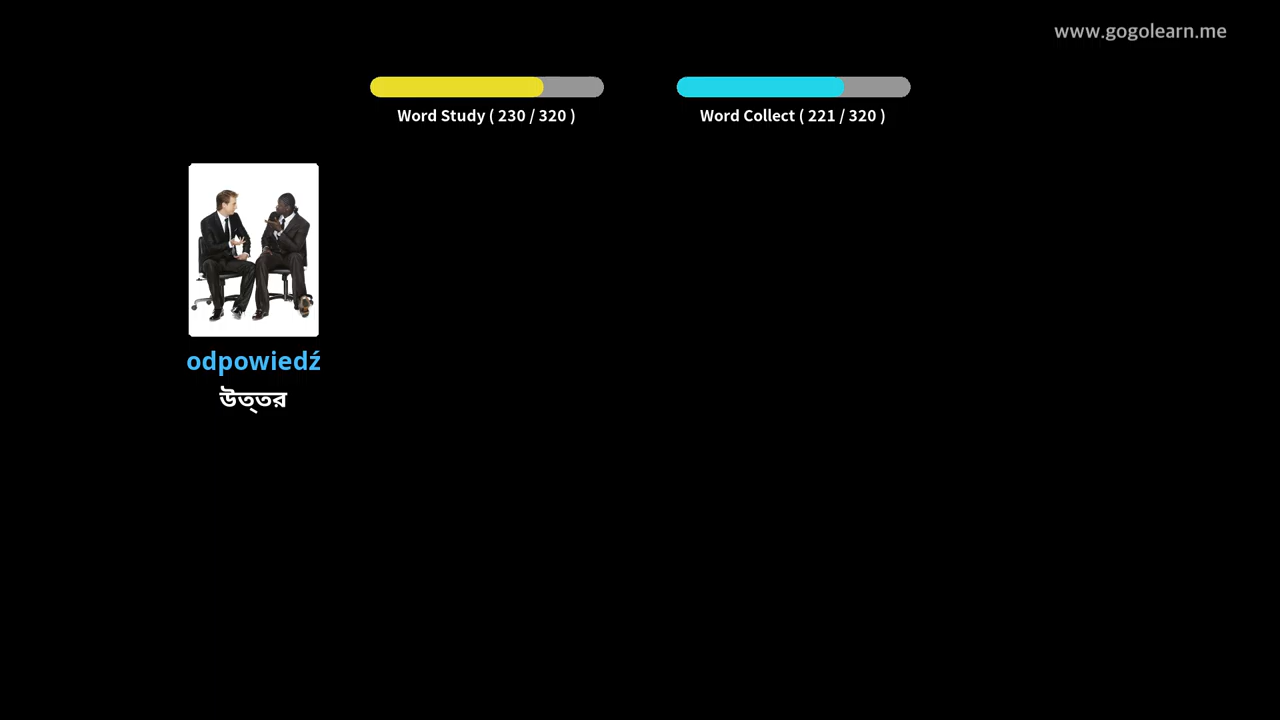 www.gogolearn.me
Word Study ( 230 / 320 )
Word Collect ( 221 / 320 )
odpowiedź
উত্তর